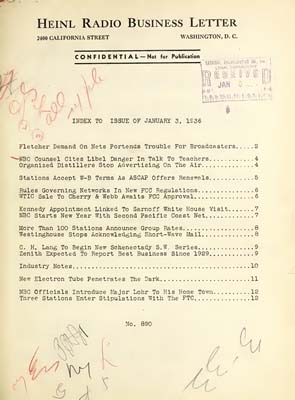 HEINL RADIO BUSINESS LETTER
2400 CALIFORNIA STREET WASHINGTON, D. C.
CONFIDENTIAL—Not for Publication
INDEX TO ISSUE OF JANUARY 3, 1936
Fletcher Demand On Nets Portends Trouble For Broadcasters.....2
NBC Counsel Cites Libel Danger In Talk To Teachers............4
Organized Distillers Stop Advertising On The Air..............4
Stations Accept W-B Terms As ASCAP Offers Renewals............5
Rules Governing Networks In New FCC Regulations...............6
WTIC Sale To Cherry & Webb Awaits FCC Approval................6
Kennedy Appointment Linked To Sarnoff White House Visit.......7
NBC Starts New Year With Second Pacific Coast Net.............7
More Than 100 Stations Announce Group Rates...................8
Westinghouse Stops Acknowledging Short-Wave Mail..............8
C. H. Lang To Begin New Schenectady S.W. Series...............9
Zenith Expected To Report Best Business Since 1929............9
Industry Notes................................................10
New Electron Tube Penetrates The Dark.........................11
NBC Officials Introduce Major Lohr To His Home Town...........12
Three Stations Enter Stipulations With The FTC................12
No. 890